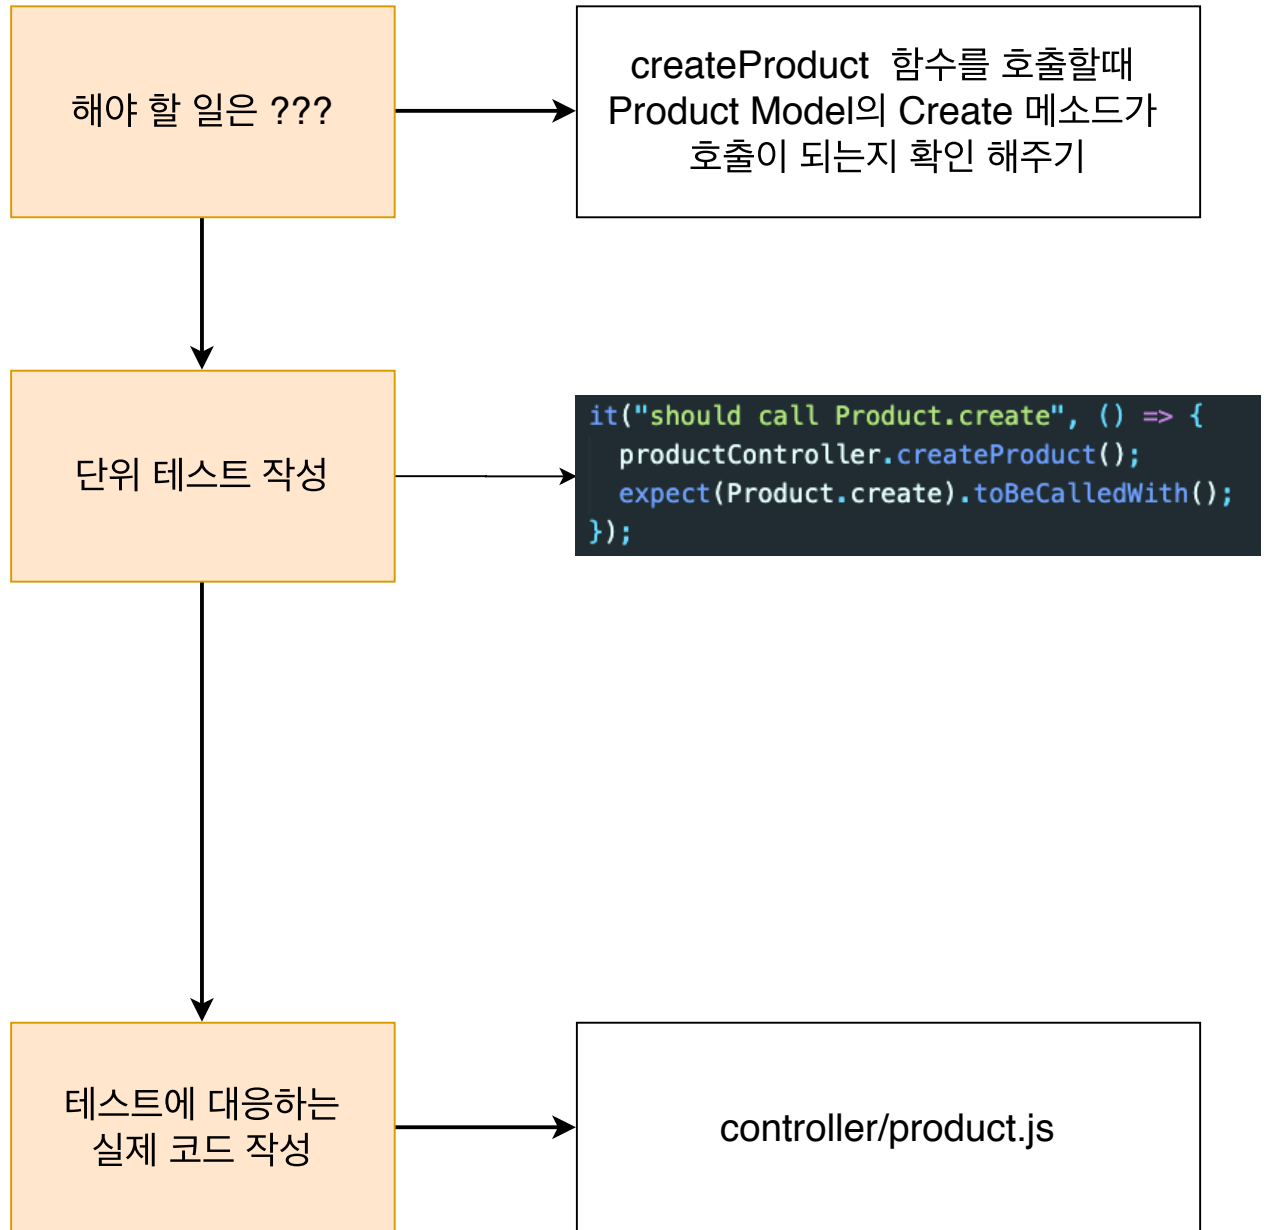 해야 할 일은 ???
createProduct 함수를 호출할때
Product Model의 Create 메소드가
호출이 되는지 확인 해주기
단위 테스트 작성
it("should call Product.create", () => {
  productController.createProduct();
  expect(Product.create).toBeCalledWith();
});
테스트에 대응하는
실제 코드 작성
controller/product.js